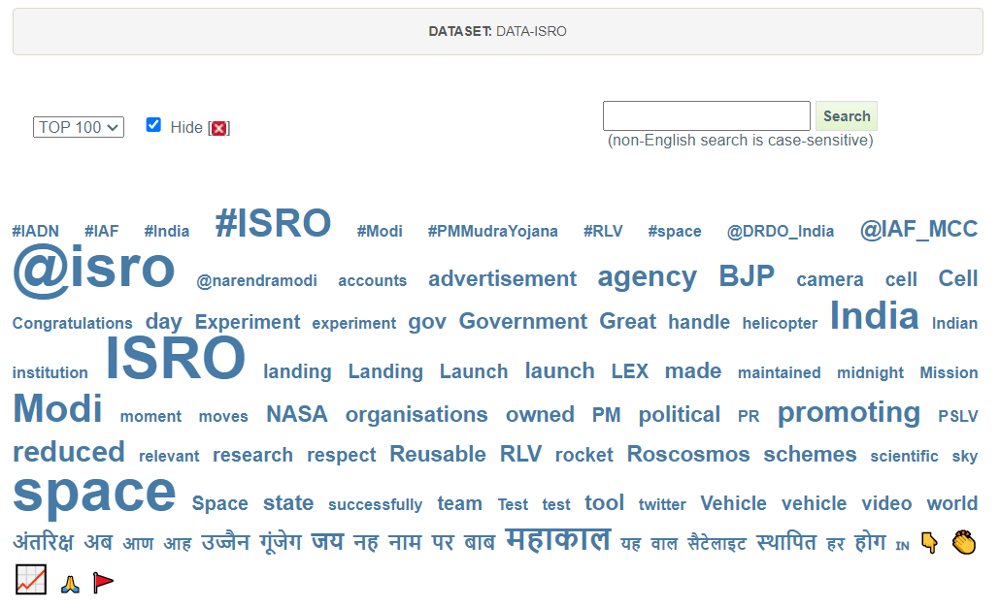 DATASET: DATA-ISRO
TOP 100 Hide [❌] Search
(non-English search is case-sensitive)
#IADN #IAF #India #ISRO #Modi #PMMudraYojana #RLV #space @DRDO_India @IAF_MCC
@isro @narendramodi accounts advertisement agency BJP camera cell Cell
Congratulations day Experiment experiment gov Government Great handle helicopter India Indian
institution ISRO landing Landing Launch launch LEX made maintained midnight Mission
Modi moment moves NASA organisations owned PM political PR promoting PSLV
reduced relevant research respect Reusable RLV rocket Roscosmos schemes scientific sky
space Space state successfully team Test test tool twitter Vehicle vehicle video world
अंतरिक्ष अब आण आह उज्जैन गूंजेग जय नह नाम पर बाब महाकाल यह वाल सैटेलाइट स्थापित हर होग IN 👇 👏
📈 🙏 🚩